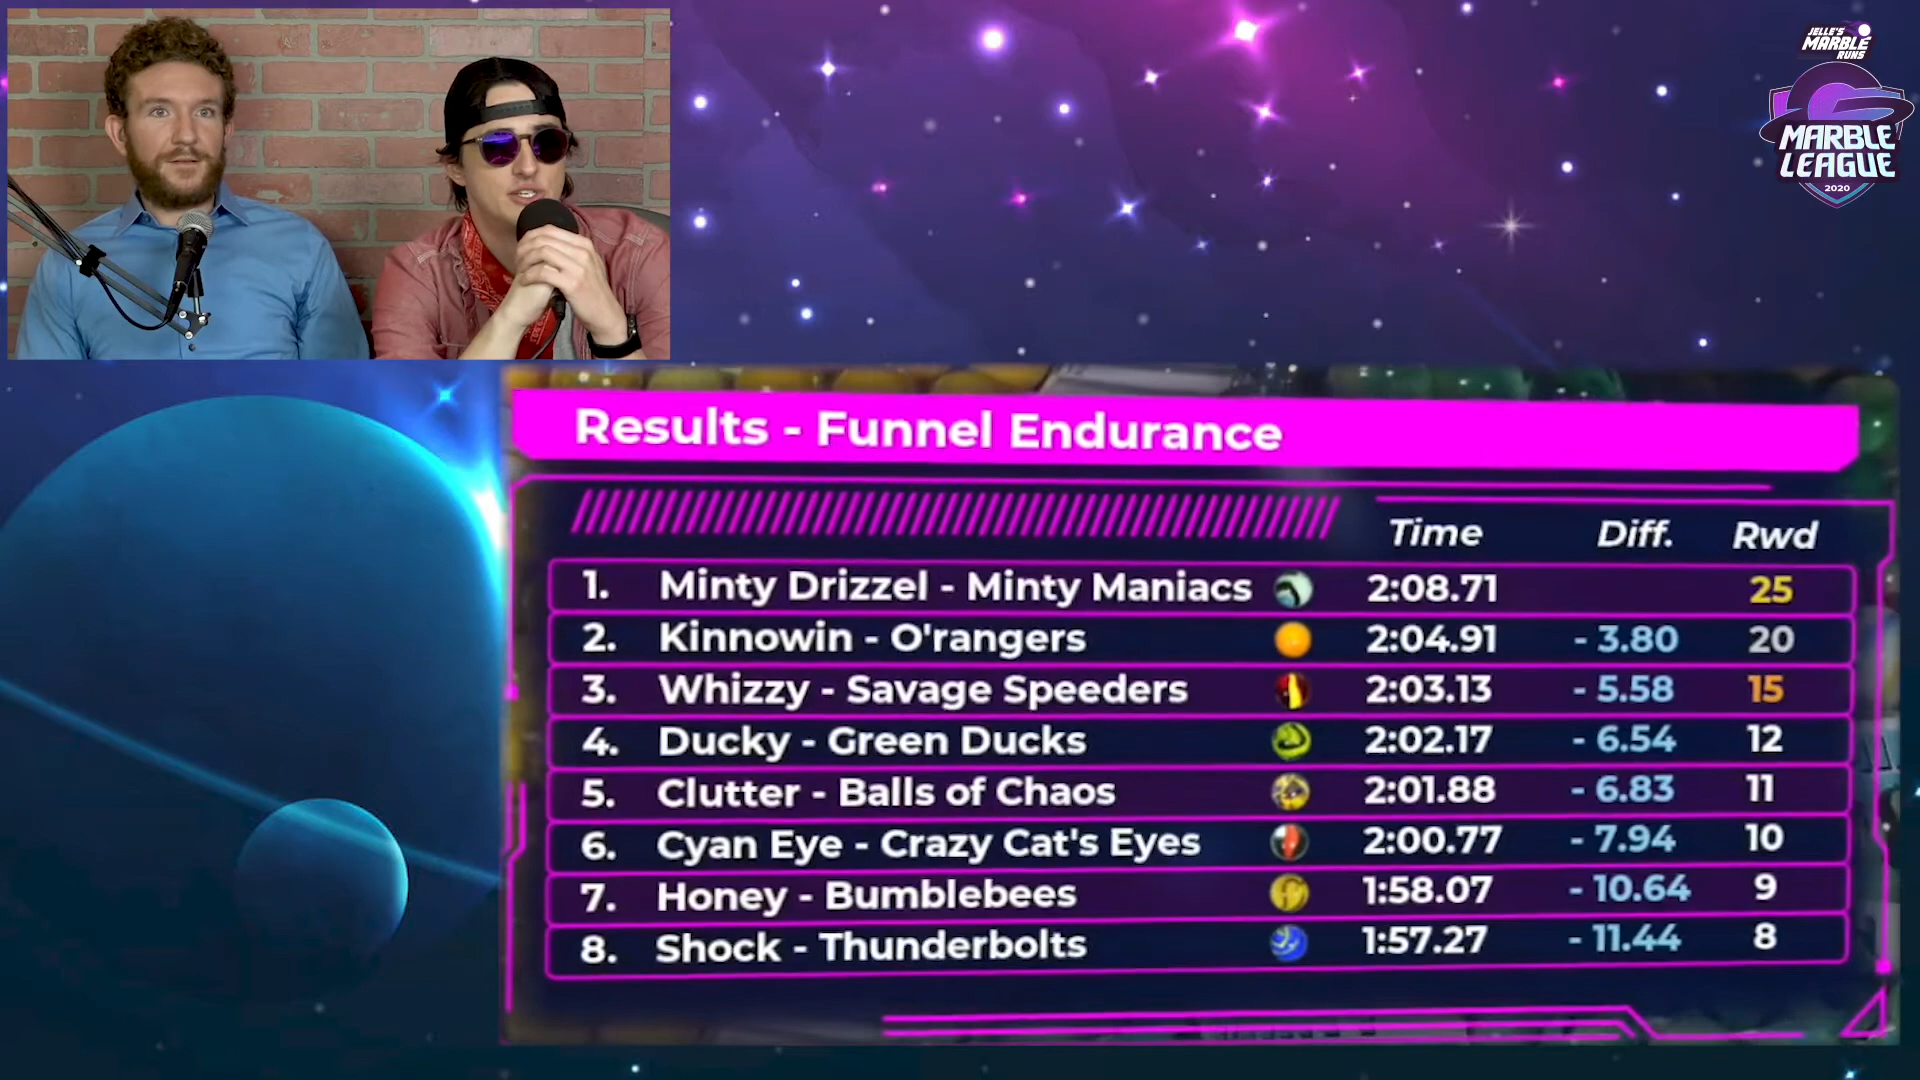 JELLE'S
MARBLE
RUNS
MARBLE
LEAGUE
2020
Results - Funnel Endurance
Time Diff. Rwd
1. Minty Drizzel - Minty Maniacs 2:08.71 25
2. Kinnowin - O'rangers 2:04.91 - 3.80 20
3. Whizzy - Savage Speeders 2:03.13 - 5.58 15
4. Ducky - Green Ducks 2:02.17 - 6.54 12
5. Clutter - Balls of Chaos 2:01.88 - 6.83 11
6. Cyan Eye - Crazy Cat's Eyes 2:00.77 - 7.94 10
7. Honey - Bumblebees 1:58.07 - 10.64 9
8. Shock - Thunderbolts 1:57.27 - 11.44 8